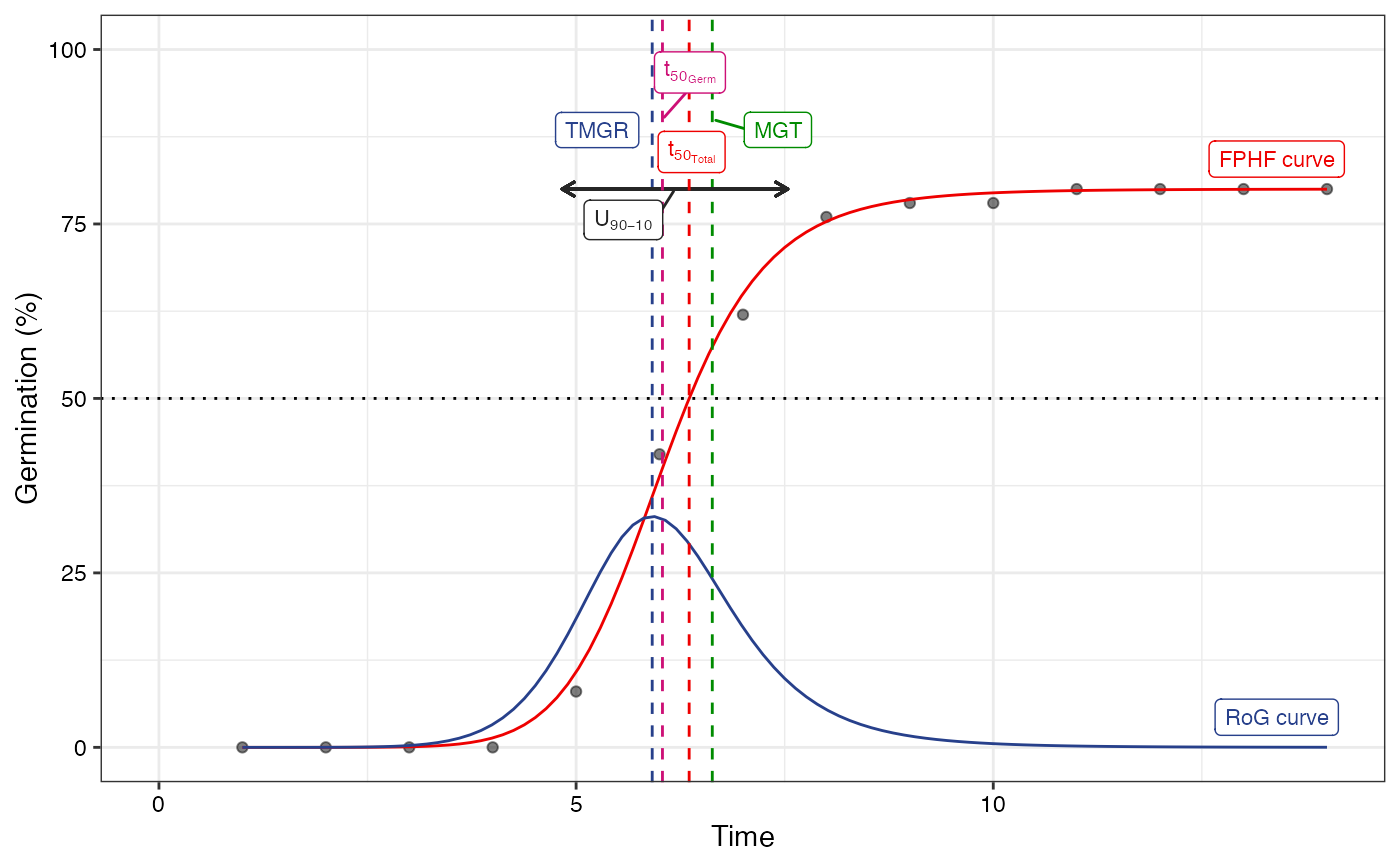 100
75
50
25
0
0
5
10
Germination (%)
Time
t50Germ
TMGR
MGT
t50Total
U90−10
FPHF curve
RoG curve